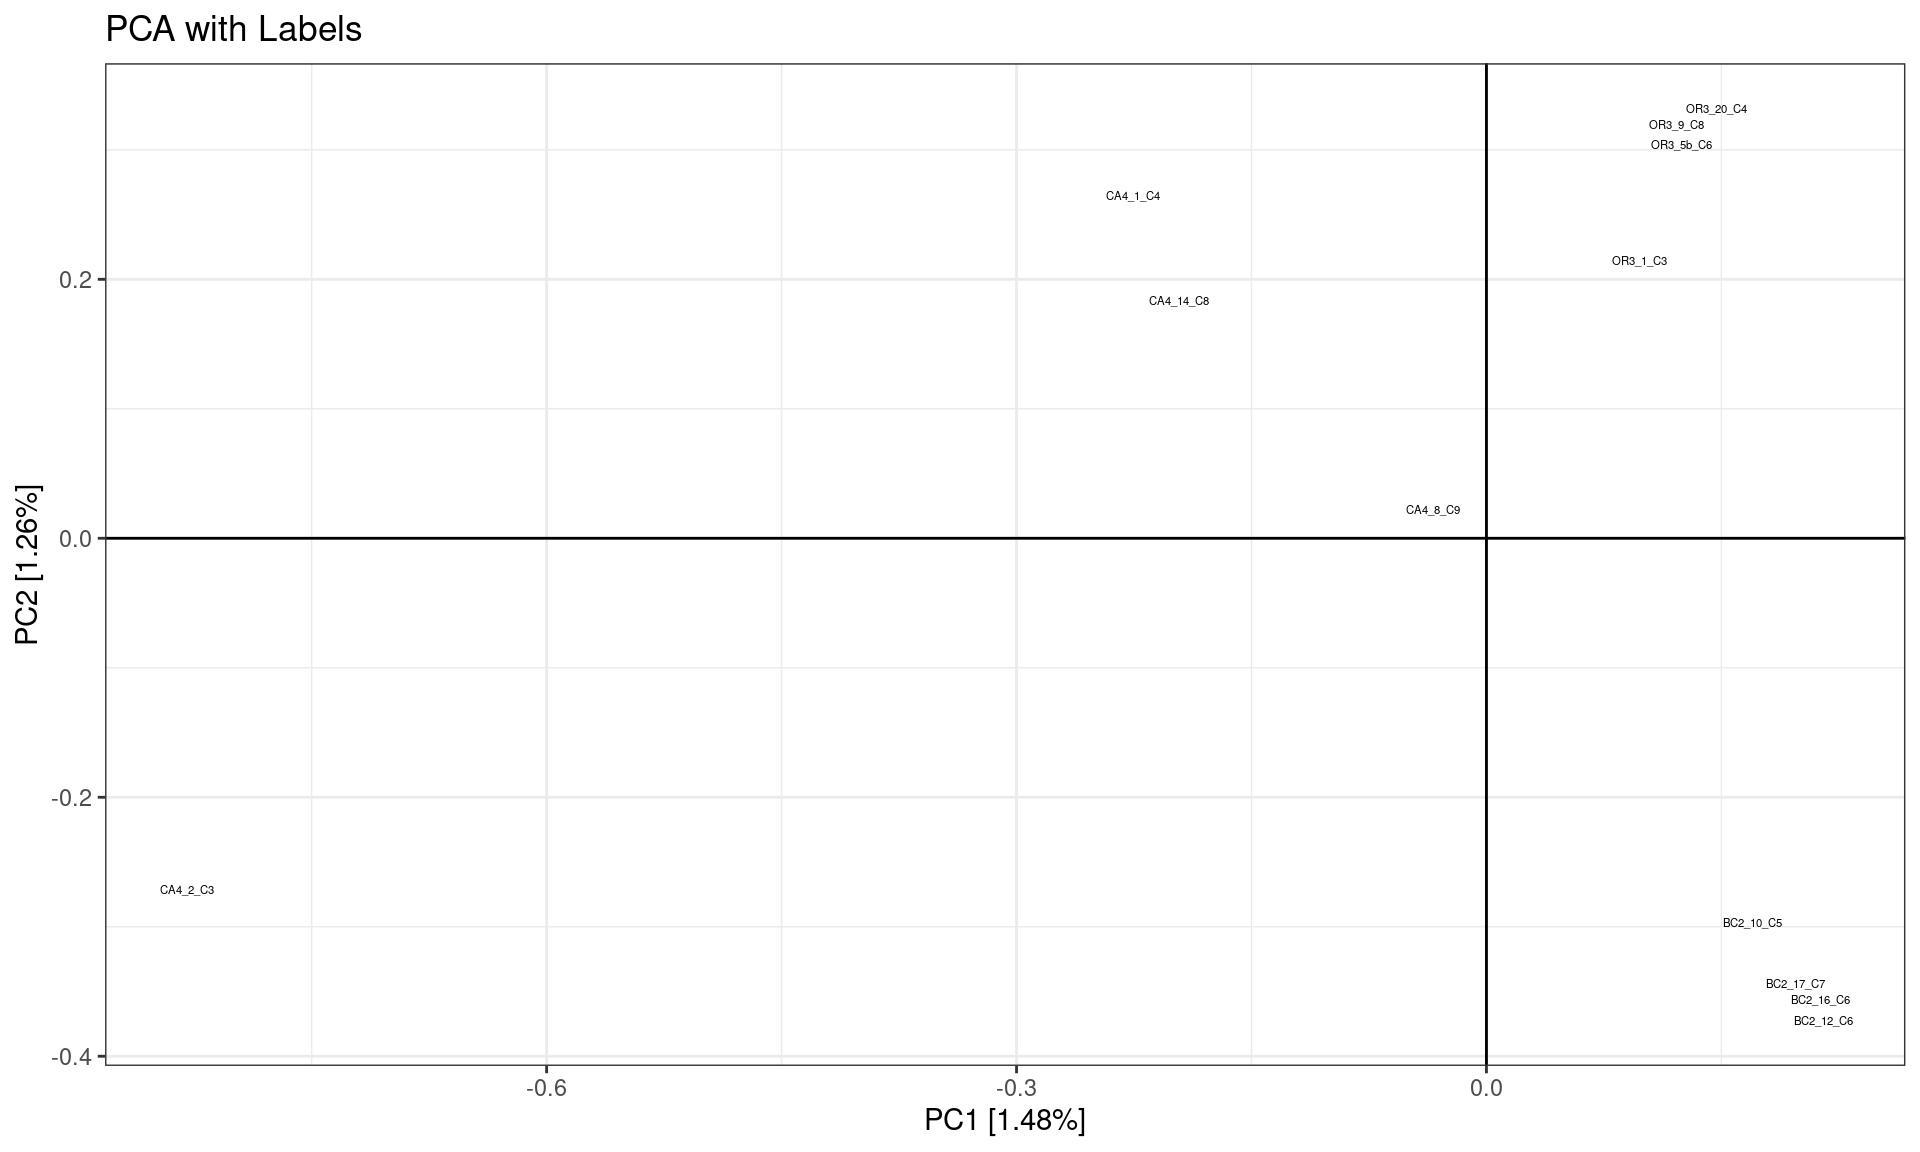 PCA with Labels
OR3_20_C4
OR3_9_C8
OR3_5b_C6
CA4_1_C4
OR3_1_C3
0.2
CA4_14_C8
CA4_8_C9
0.0
PC2 [1.26%]
-0.2
CA4_2_C3
BC2_10_C5
BC2_17_C7
BC2_16_C6
BC2_12_C6
-0.4
-0.6 -0.3 0.0
PC1 [1.48%]